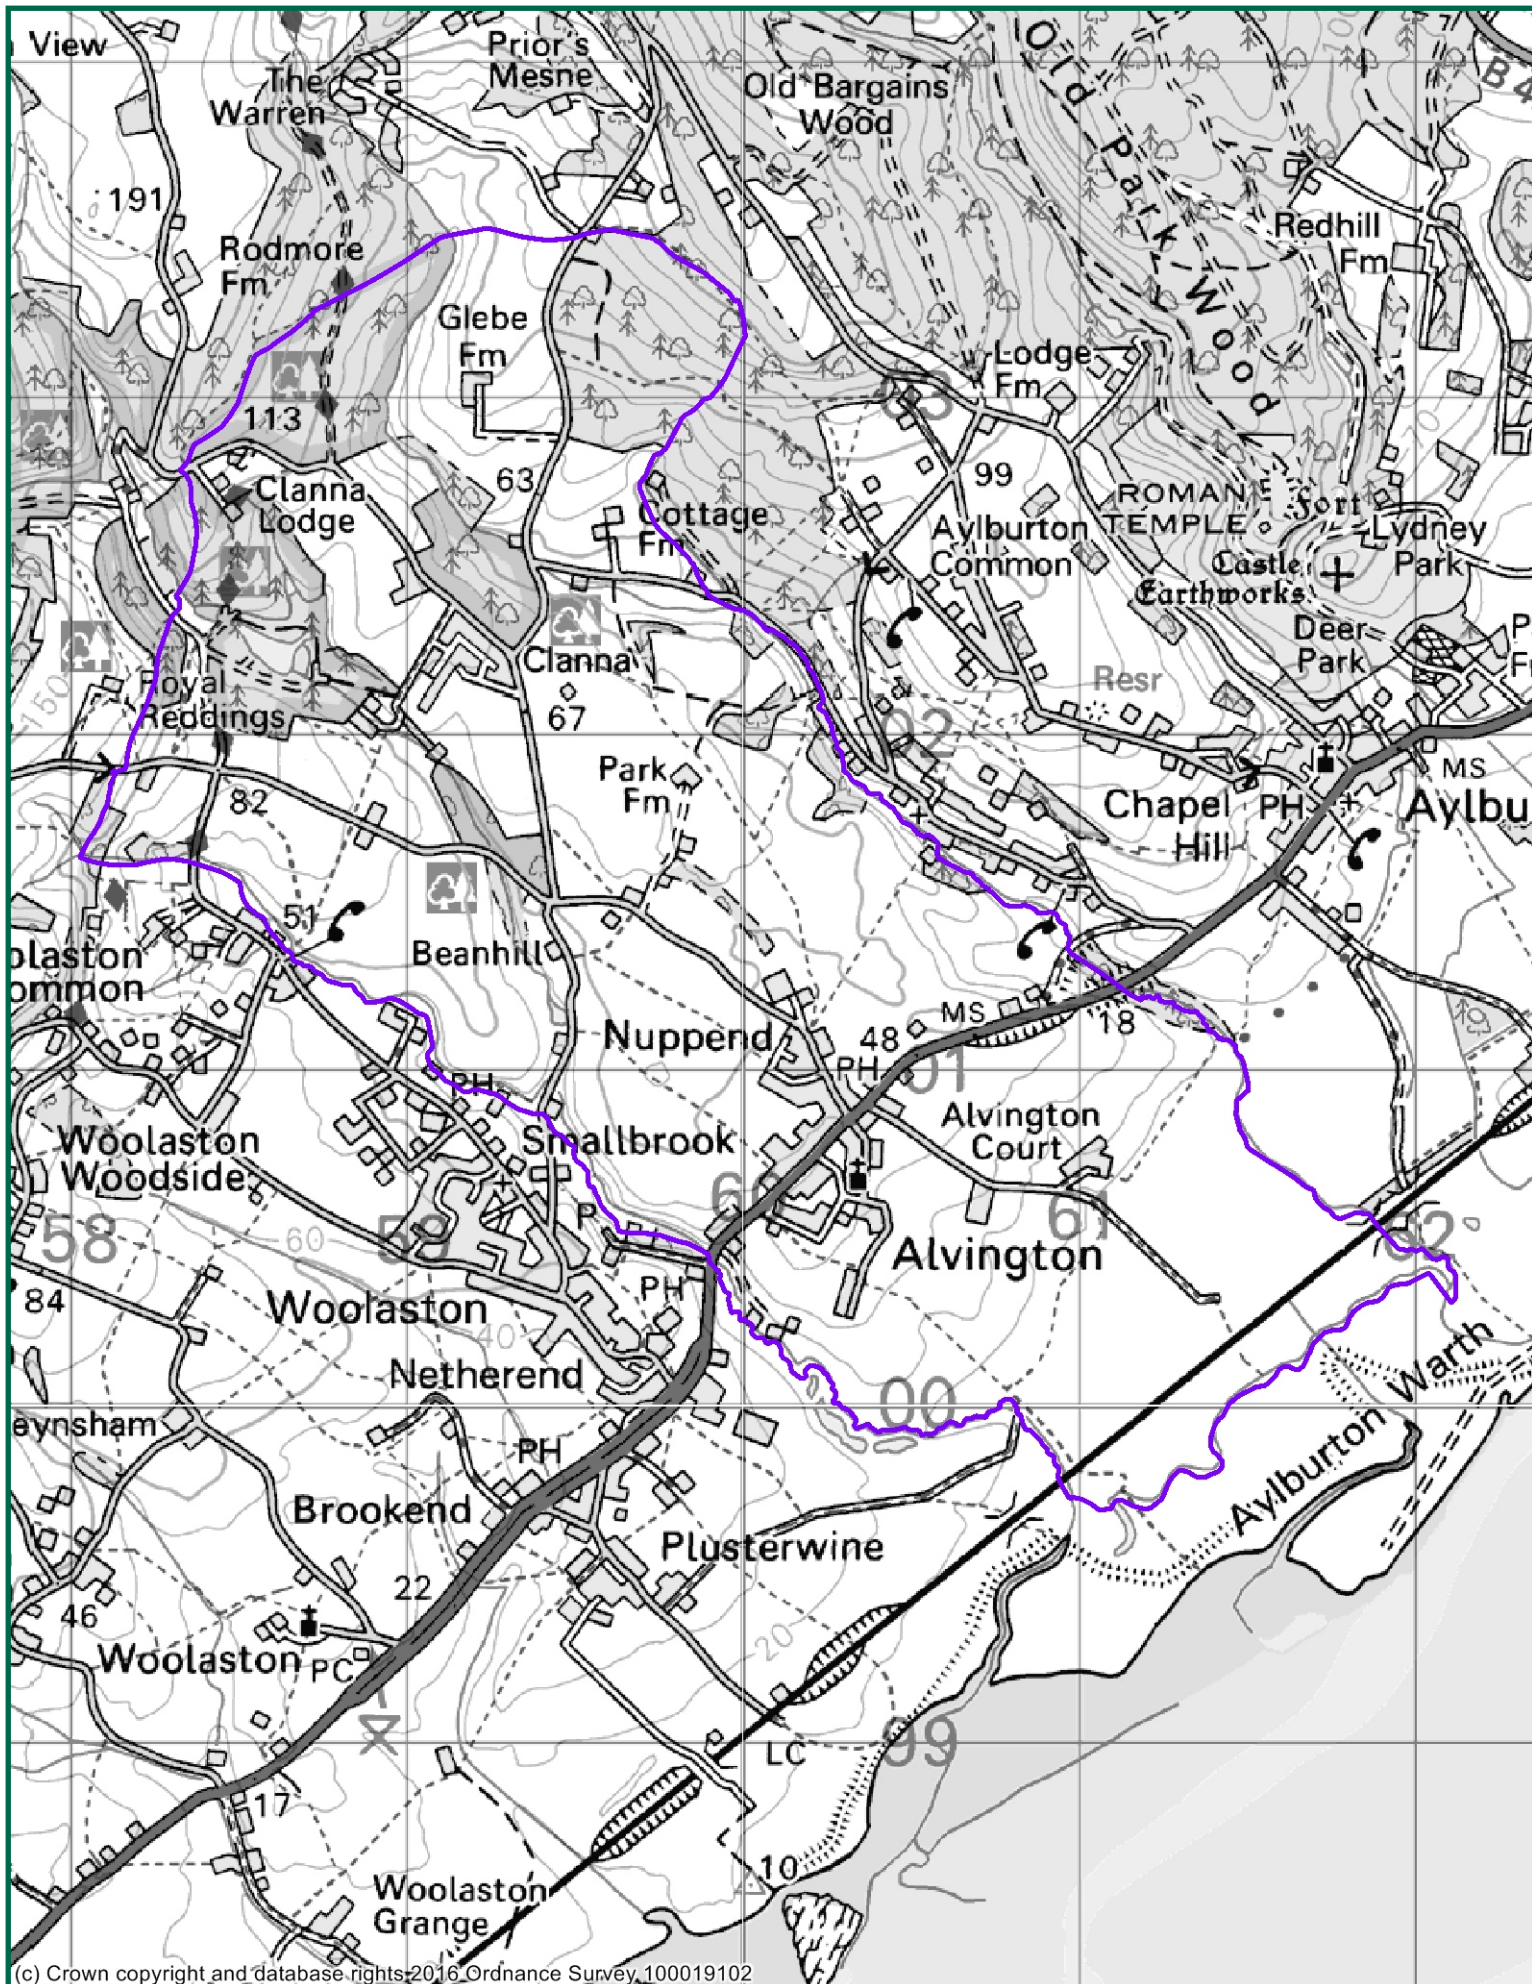 View
Prior's
Mesne
The
Warren
Old Bargains
Wood
Old Park Wood
B4
191
Rodmore
Fm
Redhill
Fm
Glebe
Fm
Lodge
Fm
83
113
63
99
Clanna
Lodge
Cottage
Fm
Aylburton
Common
ROMAN
TEMPLE
Fort
Lydney
Park
Castle
Earthworks
Deer
Park
Clanna
67
150
Royal
Reddings
Resr
02
Park
Fm
82
MS
Chapel
Hill
PH
Aylbu
51
Beanhill
olaston
ommon
Nuppend
MS
48
18
PH
01
PH
Alvington
Court
Woolaston
Woodside
Smallbrook
60
61
62
58
60
59
P
Alvington
PH
84
Woolaston
40
Netherend
Aylburton Warth
00
eynsham
PH
Brookend
Plusterwine
22
46
20
Woolaston
PC
A
99
LC
17
10
Woolaston
Grange
(c) Crown copyright and database rights 2016 Ordnance Survey 100019102